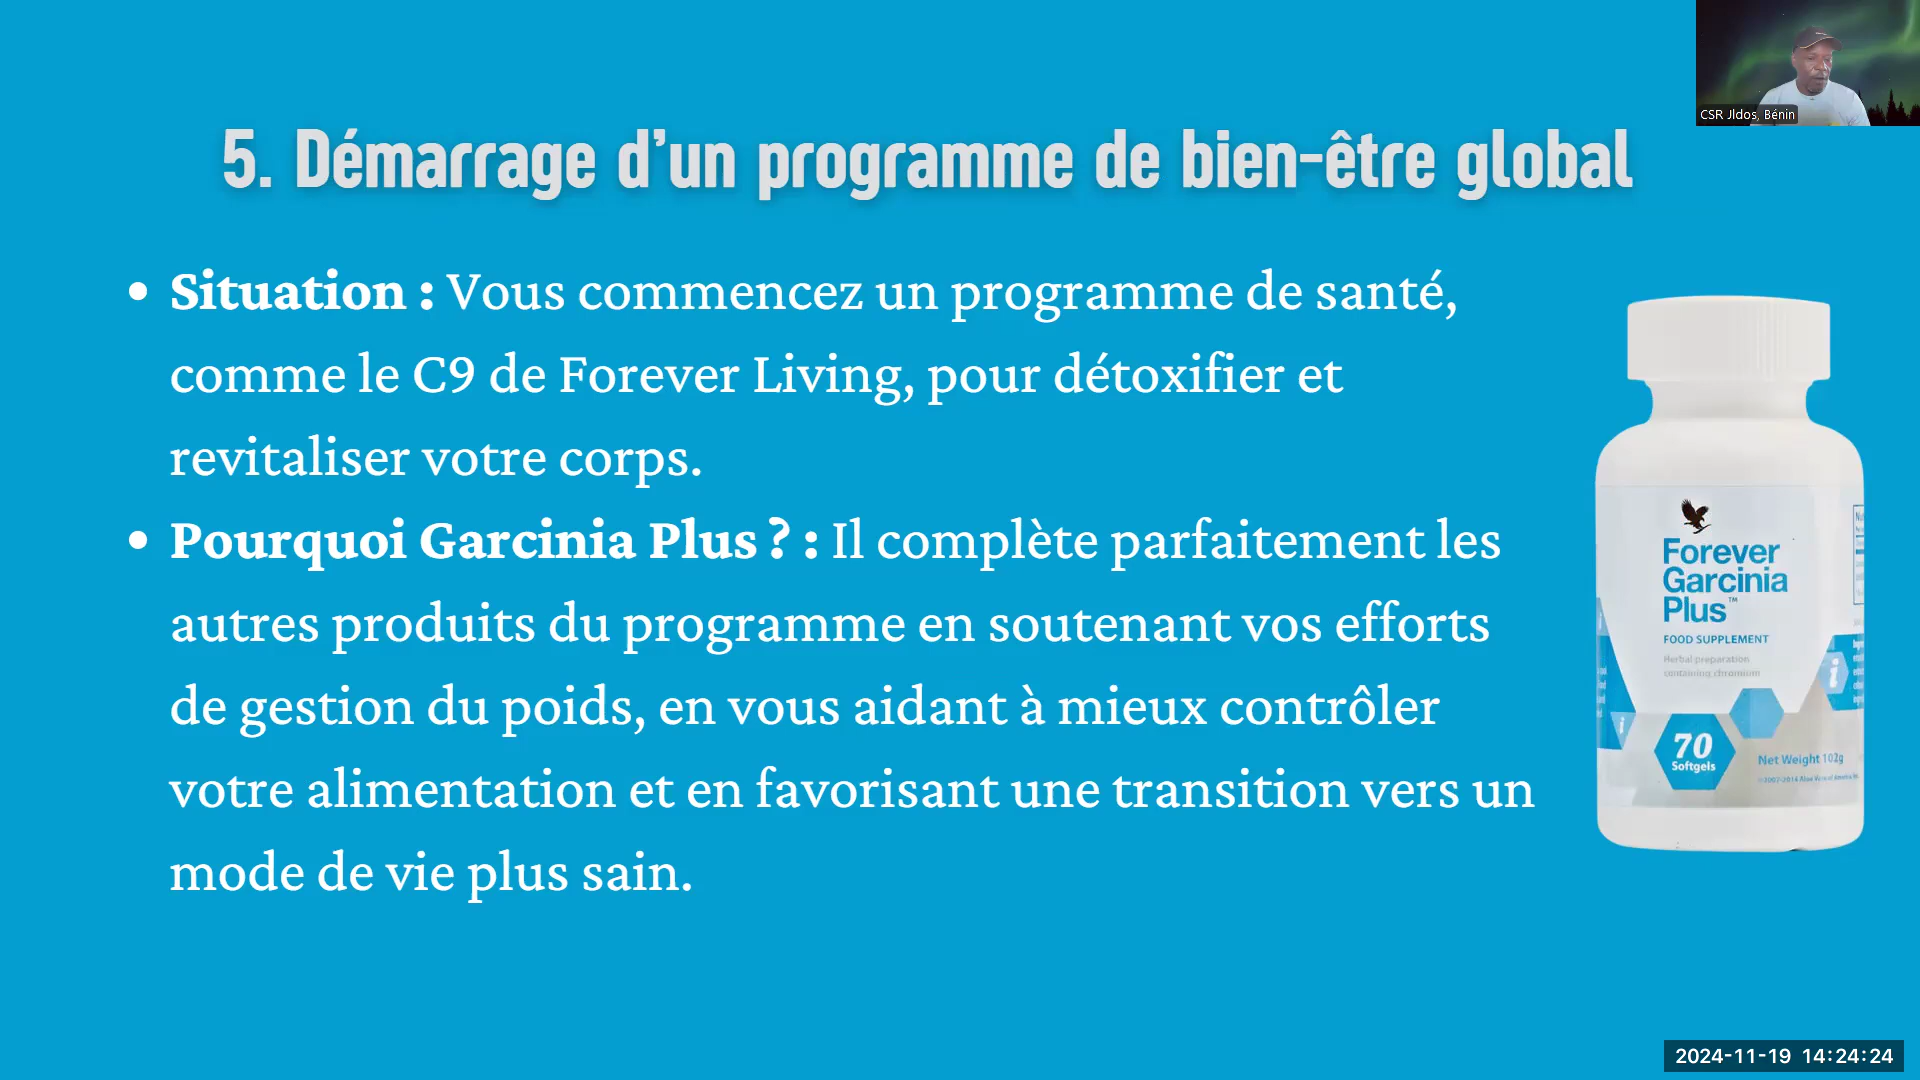 CSR Jldos, Bénin
5. Démarrage d’un programme de bien-être global
• Situation : Vous commencez un programme de santé,
comme le C9 de Forever Living, pour détoxifier et
revitaliser votre corps.
• Pourquoi Garcinia Plus ? : Il complète parfaitement les
autres produits du programme en soutenant vos efforts
de gestion du poids, en vous aidant à mieux contrôler
votre alimentation et en favorisant une transition vers un
mode de vie plus sain.
Forever
Garcinia
Plus™
FOOD SUPPLEMENT
Herbal preparation
containing chromium
70
Softgels
Net Weight 102g
2024-11-19 14:24:24